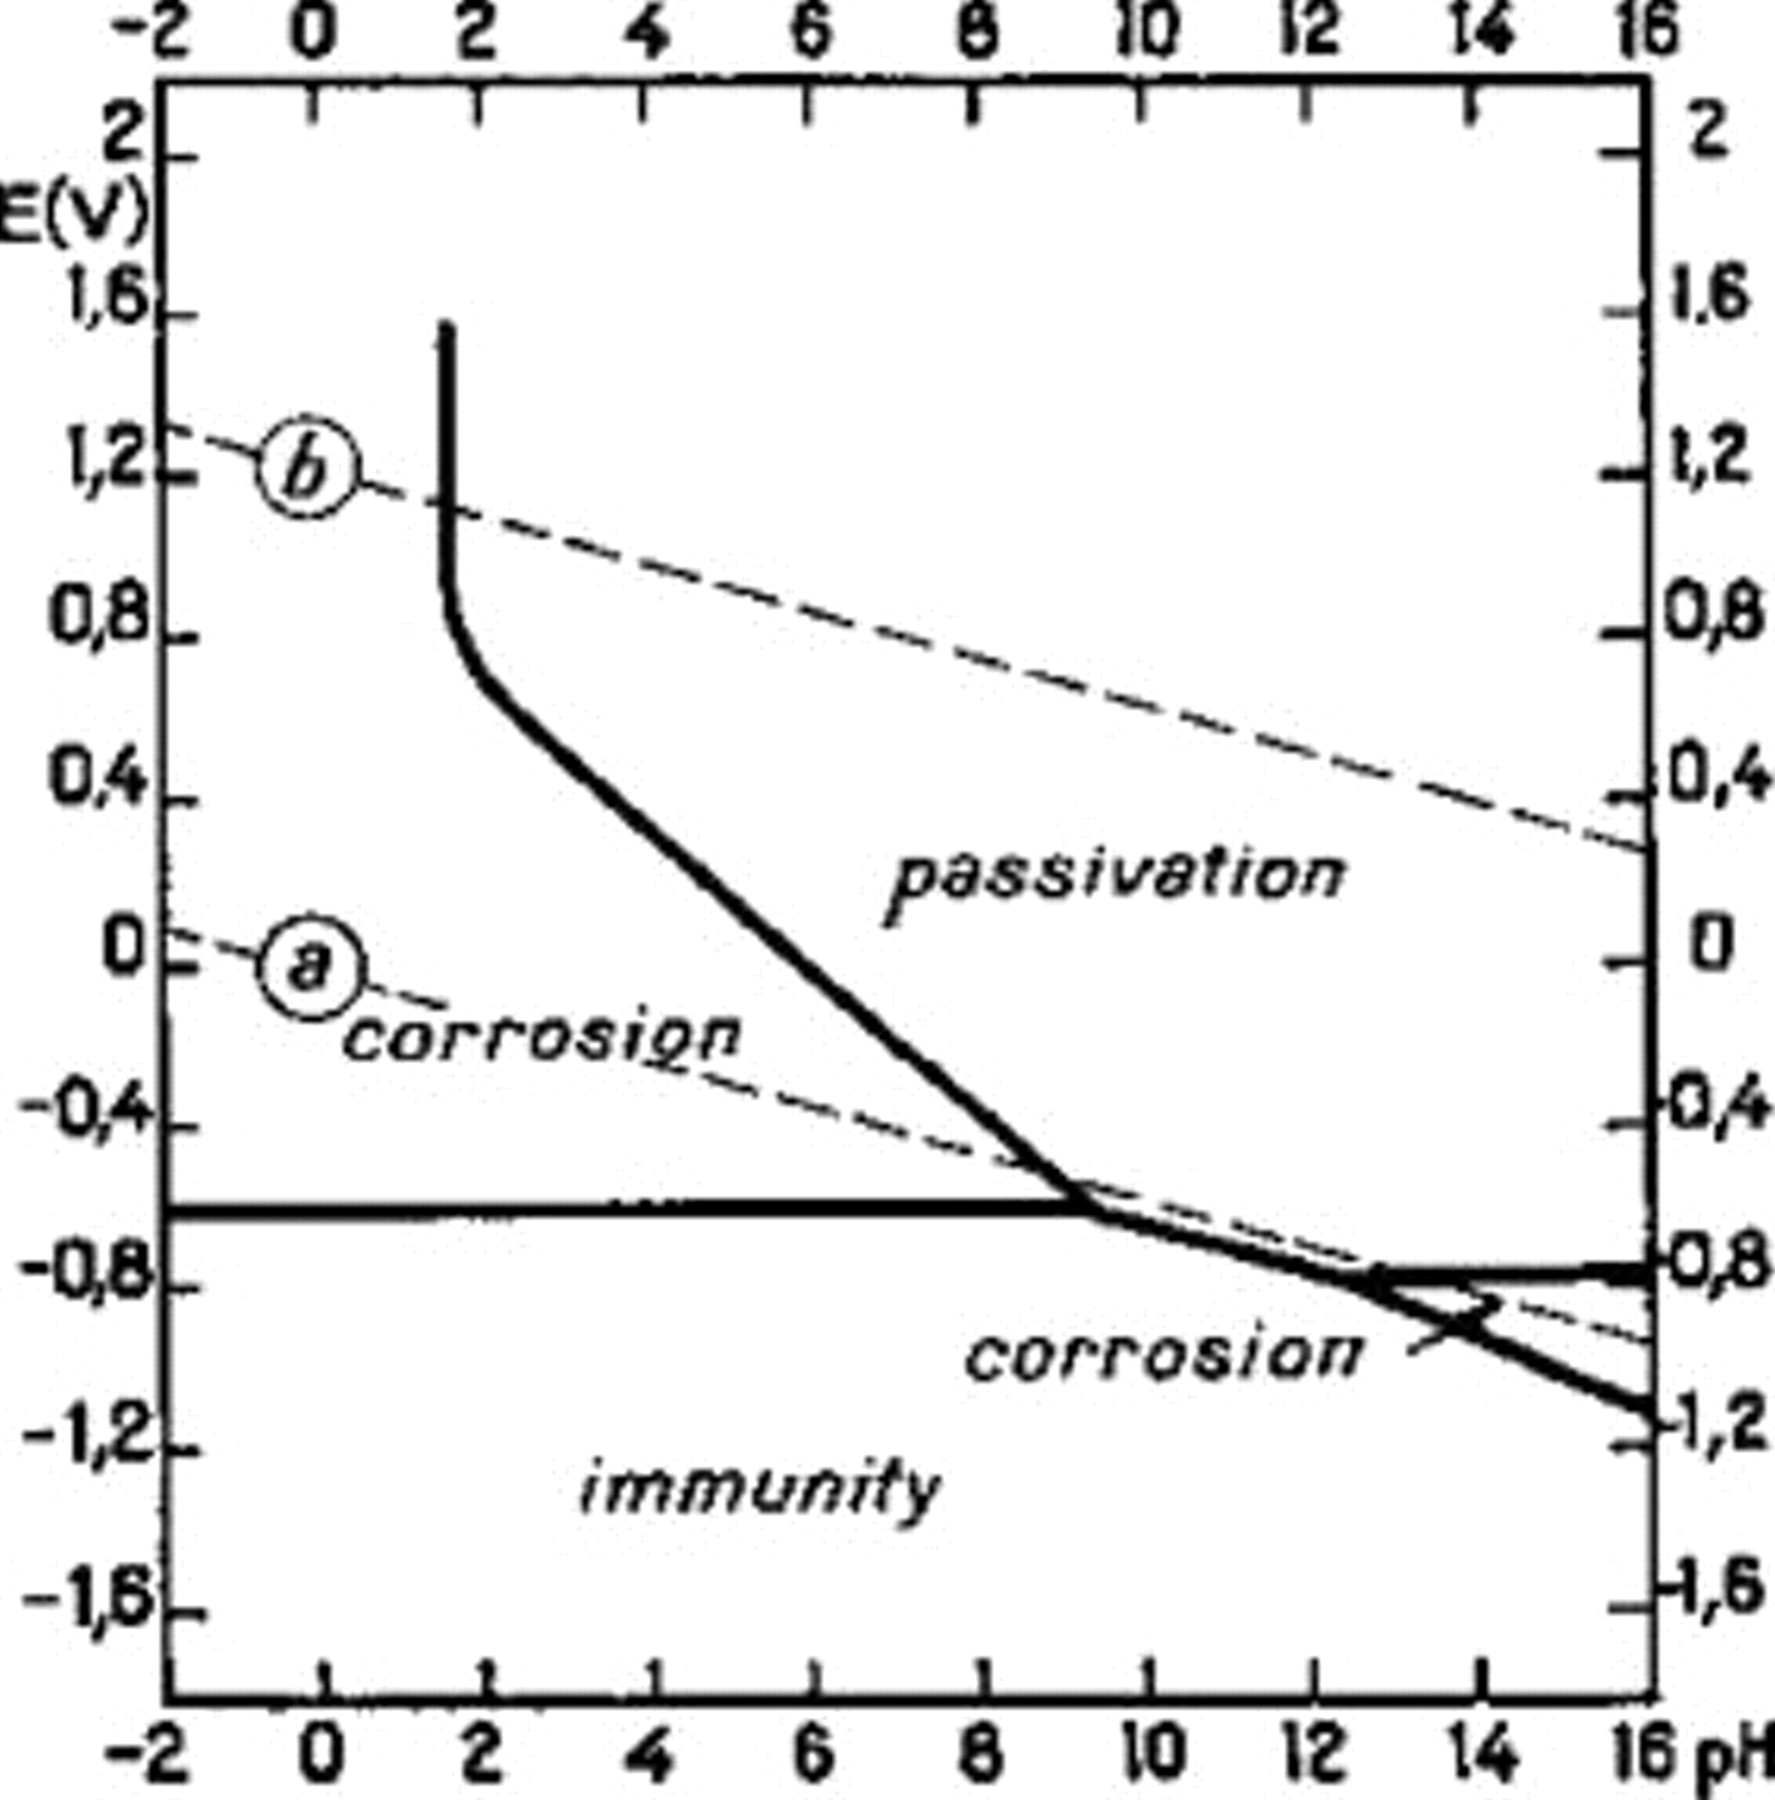 -2 0 2 4 6 8 10 12 14 16
2 2
E(V)
1,6 1.6
b
1,2 1,2
0,8 0,8
0,4 0,4
passivation
a
0 0
corrosion
-0,4 -0,4
-0,8 -0,8
corrosion
-1,2 -1,2
immunity
-1,6 -1,6
-2 0 2 4 6 8 10 12 14 16 pH